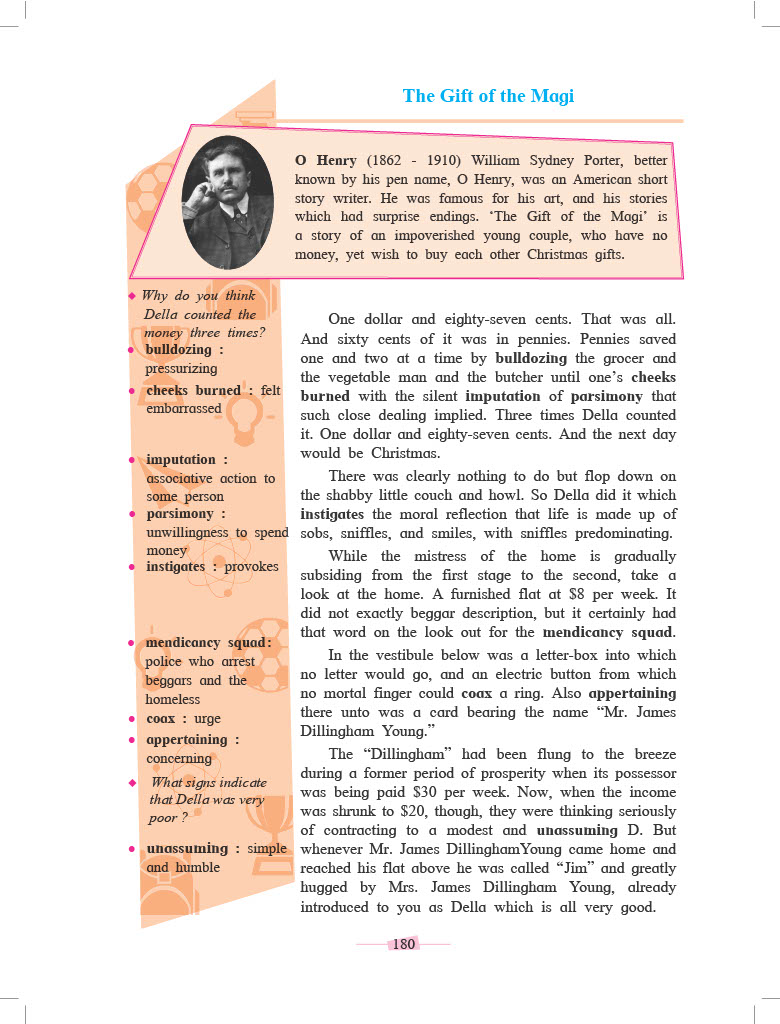 The Gift of the Magi
O Henry (1862 - 1910) William Sydney Porter, better
known by his pen name, O Henry, was an American short
story writer. He was famous for his art, and his stories
which had surprise endings. ‘The Gift of the Magi’ is
a story of an impoverished young couple, who have no
money, yet wish to buy each other Christmas gifts.
◆ Why do you think
Della counted the
money three times?
• bulldozing :
pressurizing
• cheeks burned : felt
embarrassed
• imputation :
associative action to
some person
• parsimony :
unwillingness to spend
money
• instigates : provokes
• mendicancy squad:
police who arrest
beggars and the
homeless
• coax : urge
• appertaining :
concerning
◆ What signs indicate
that Della was very
poor ?
• unassuming : simple
and humble
One dollar and eighty-seven cents. That was all.
And sixty cents of it was in pennies. Pennies saved
one and two at a time by bulldozing the grocer and
the vegetable man and the butcher until one’s cheeks
burned with the silent imputation of parsimony that
such close dealing implied. Three times Della counted
it. One dollar and eighty-seven cents. And the next day
would be Christmas.
There was clearly nothing to do but flop down on
the shabby little couch and howl. So Della did it which
instigates the moral reflection that life is made up of
sobs, sniffles, and smiles, with sniffles predominating.
While the mistress of the home is gradually
subsiding from the first stage to the second, take a
look at the home. A furnished flat at $8 per week. It
did not exactly beggar description, but it certainly had
that word on the look out for the mendicancy squad.
In the vestibule below was a letter-box into which
no letter would go, and an electric button from which
no mortal finger could coax a ring. Also appertaining
there unto was a card bearing the name “Mr. James
Dillingham Young.”
The “Dillingham” had been flung to the breeze
during a former period of prosperity when its possessor
was being paid $30 per week. Now, when the income
was shrunk to $20, though, they were thinking seriously
of contracting to a modest and unassuming D. But
whenever Mr. James DillinghamYoung came home and
reached his flat above he was called “Jim” and greatly
hugged by Mrs. James Dillingham Young, already
introduced to you as Della which is all very good.
180